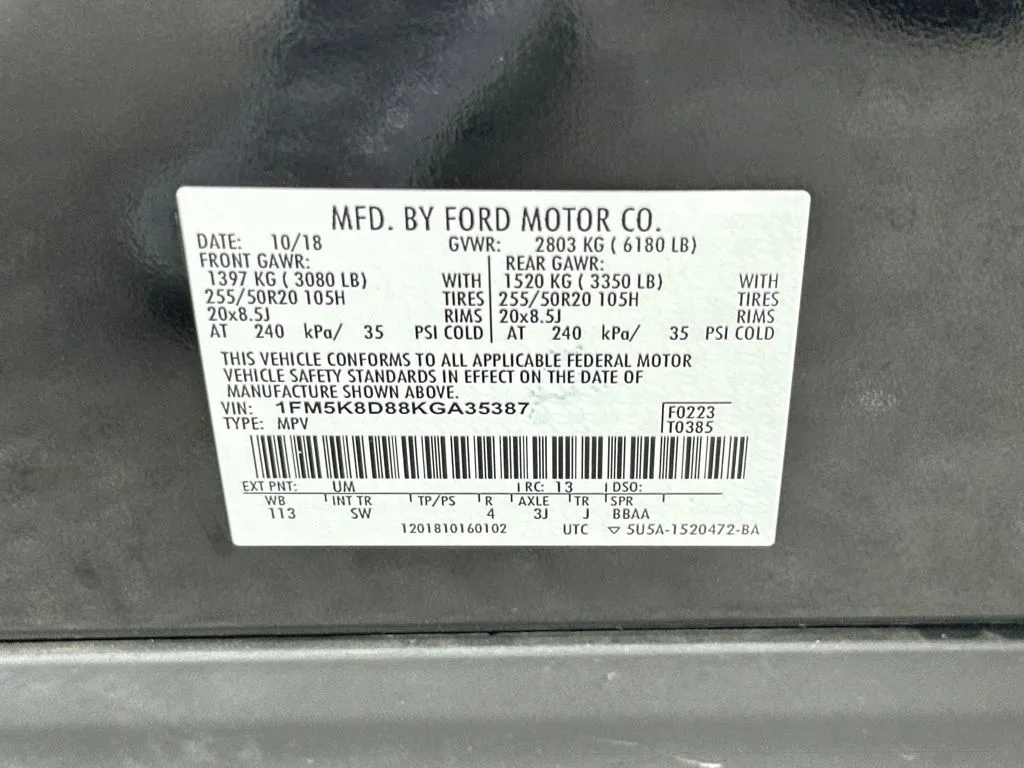 MFD. BY FORD MOTOR CO.
DATE: 10/18 GVWR: 2803 KG ( 6180 LB)
FRONT GAWR: REAR GAWR:
1397 KG ( 3080 LB) WITH 1520 KG ( 3350 LB) WITH
255/50R20 105H TIRES 255/50R20 105H TIRES
20x8.5J RIMS 20x8.5J RIMS
AT 240 kPa/ 35 PSI COLD AT 240 kPa/ 35 PSI COLD
THIS VEHICLE CONFORMS TO ALL APPLICABLE FEDERAL MOTOR
VEHICLE SAFETY STANDARDS IN EFFECT ON THE DATE OF
MANUFACTURE SHOWN ABOVE.
VIN: 1FM5K8D88KGA35387 F0223
TYPE: MPV T0385
EXT PNT: UM RC: 13 DSO:
WB INT TR TP/PS R AXLE TR SPR
113 SW 4 3J J BBAA
1201810160102 UTC ▽ 5U5A-1520472-BA